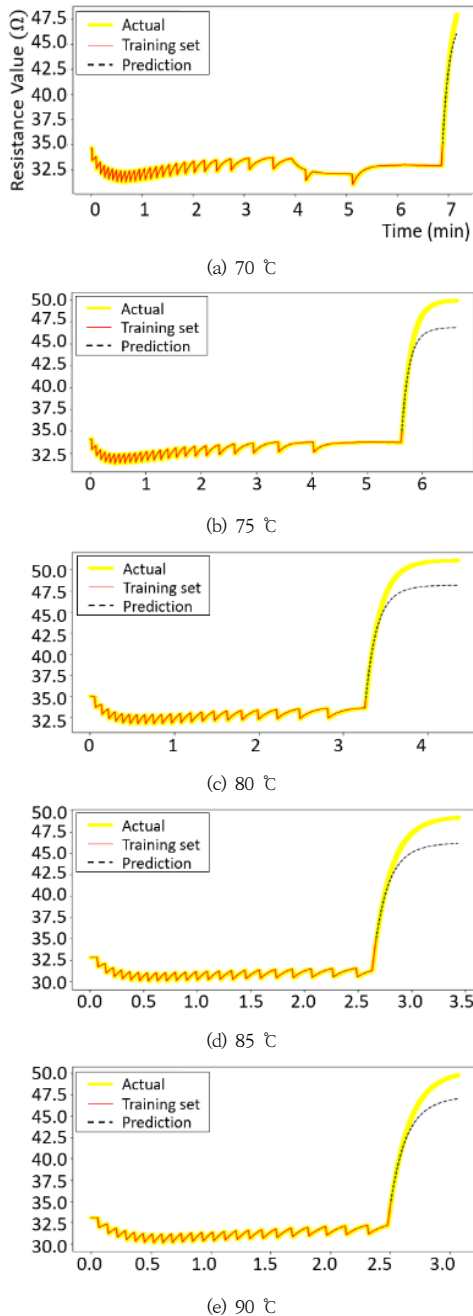 47.5
45.0
42.5
40.0
37.5
35.0
32.5
Resistance Value (Ω)
Actual
Training set
Prediction
0 1 2 3 4 5 6 7
Time (min)
(a) 70 ℃
50.0
47.5
45.0
42.5
40.0
37.5
35.0
32.5
Actual
Training set
Prediction
0 1 2 3 4 5 6
(b) 75 ℃
50.0
47.5
45.0
42.5
40.0
37.5
35.0
32.5
Actual
Training set
Prediction
0 1 2 3 4
(c) 80 ℃
50.0
47.5
45.0
42.5
40.0
37.5
35.0
32.5
30.0
Actual
Training set
Prediction
0.0 0.5 1.0 1.5 2.0 2.5 3.0 3.5
(d) 85 ℃
50.0
47.5
45.0
42.5
40.0
37.5
35.0
32.5
30.0
Actual
Training set
Prediction
0.0 0.5 1.0 1.5 2.0 2.5 3.0
(e) 90 ℃